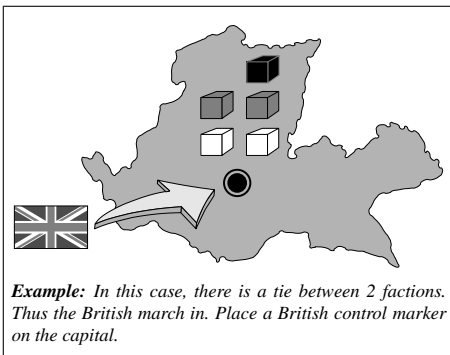 Example: In this case, there is a tie between 2 factions.
Thus the British march in. Place a British control marker
on the capital.